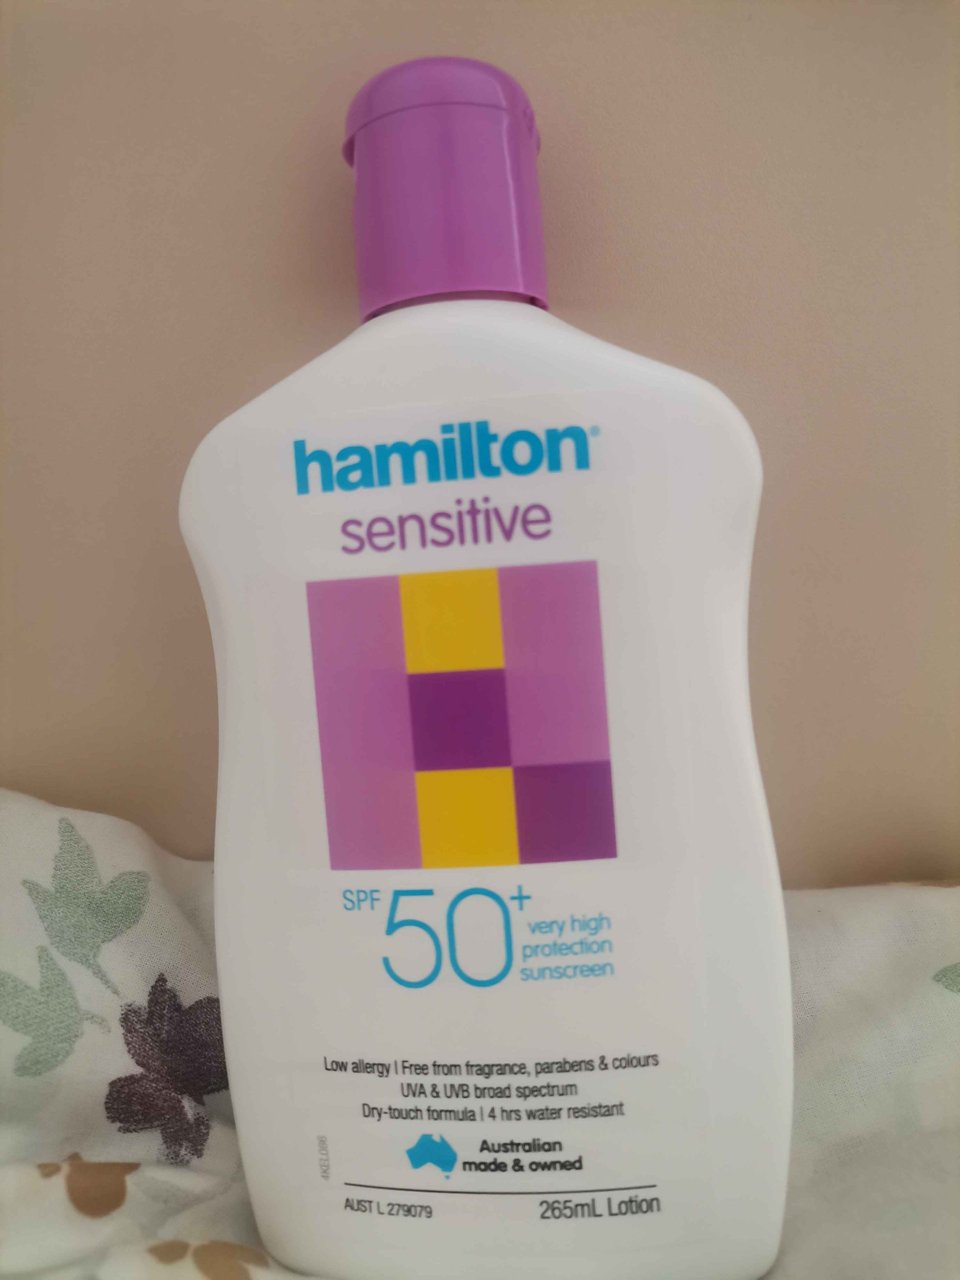 hamilton®
sensitive
SPF 50+
very high
protection
sunscreen
Low allergy | Free from fragrance, parabens & colours
UVA & UVB broad spectrum
Dry-touch formula | 4 hrs water resistant
Australian
made & owned
AUST L 279079
265mL Lotion